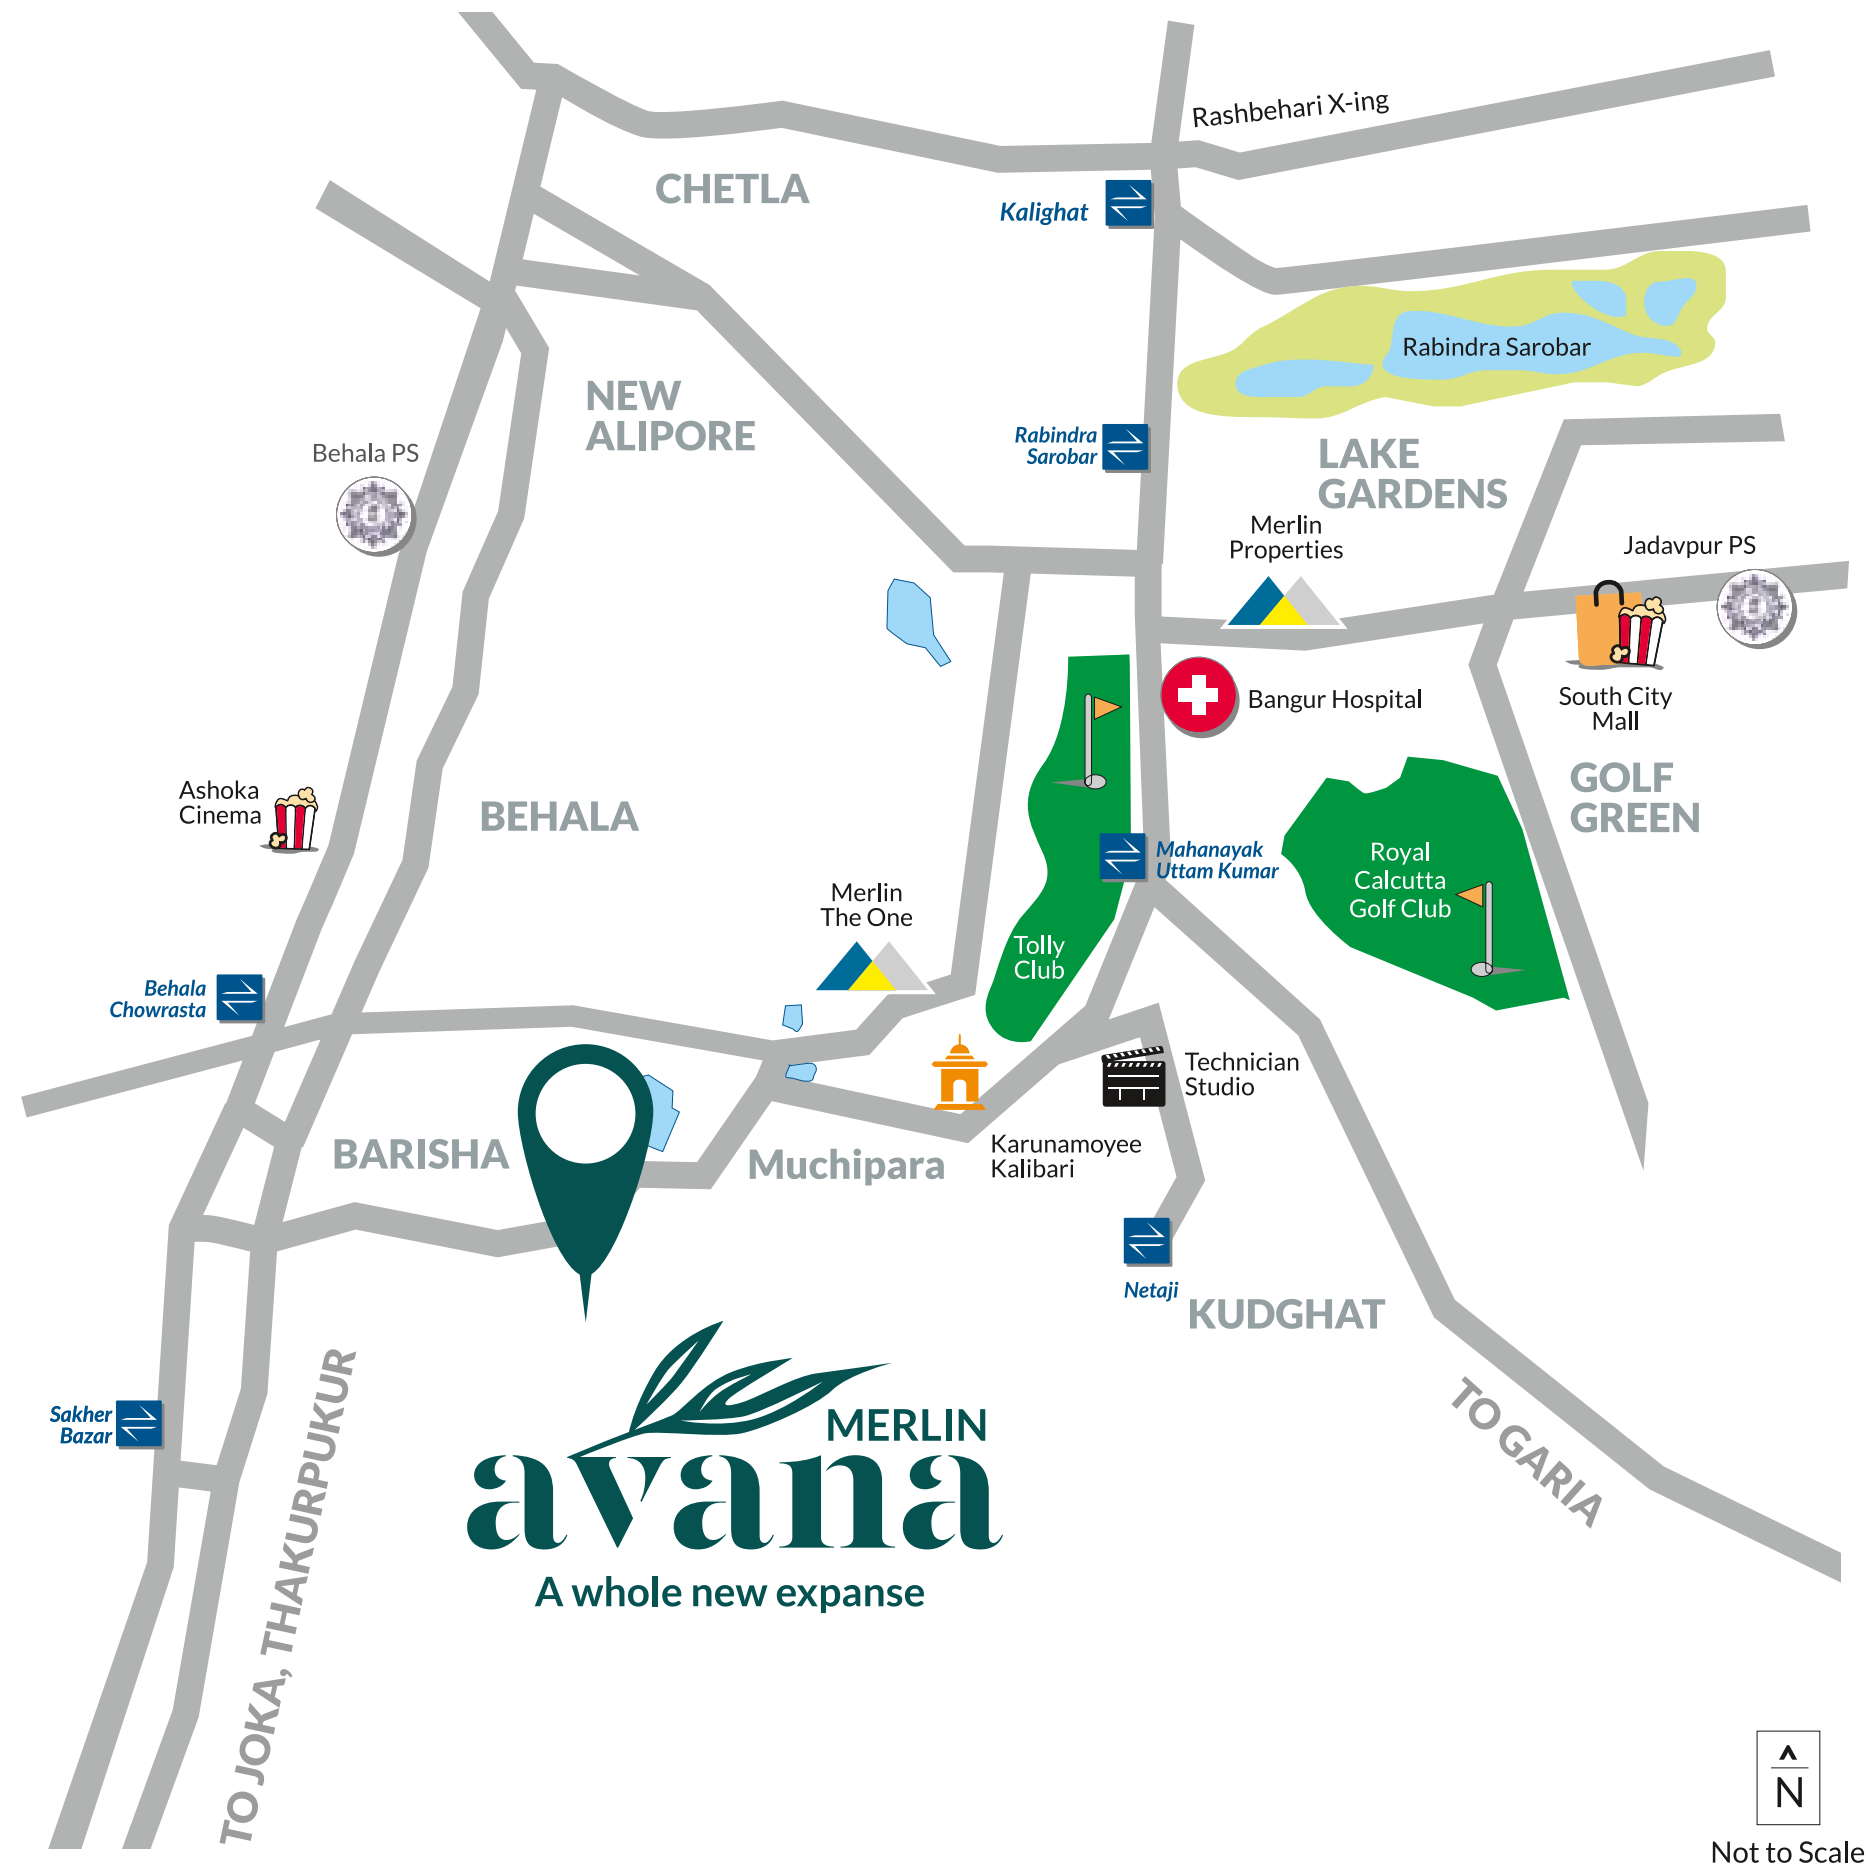 Rashbehari X-ing
CHETLA
Kalighat
Rabindra Sarobar
NEW
ALIPORE
Behala PS
Rabindra
Sarobar
LAKE
GARDENS
Merlin
Properties
Jadavpur PS
Bangur Hospital
South City
Mall
GOLF
GREEN
Ashoka
Cinema
BEHALA
Mahanayak
Uttam Kumar
Royal
Calcutta
Golf Club
Merlin
The One
Tolly
Club
Behala
Chowrasta
Technician
Studio
BARISHA
Muchipara
Karunamoyee
Kalibari
Netaji
KUDGHAT
Sakher
Bazar
TO JOKA, THAKURPUKUR
TO GARIA
MERLIN
avana
A whole new expanse
N
Not to Scale